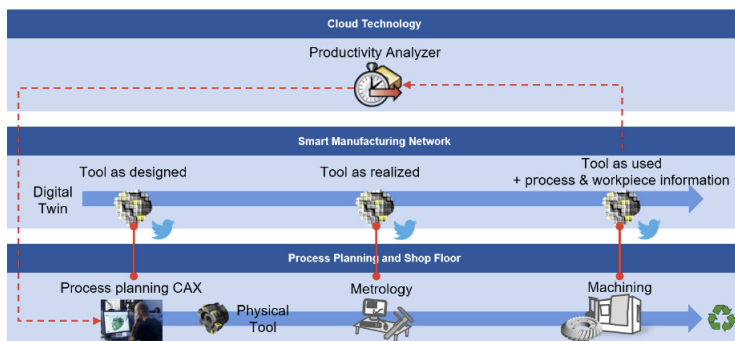 Cloud Technology
Productivity Analyzer
Smart Manufacturing Network
Tool as designed
Tool as realized
Tool as used
+ process & workpiece information
Digital
Twin
Process Planning and Shop Floor
Process planning CAX
Metrology
Machining
Physical
Tool